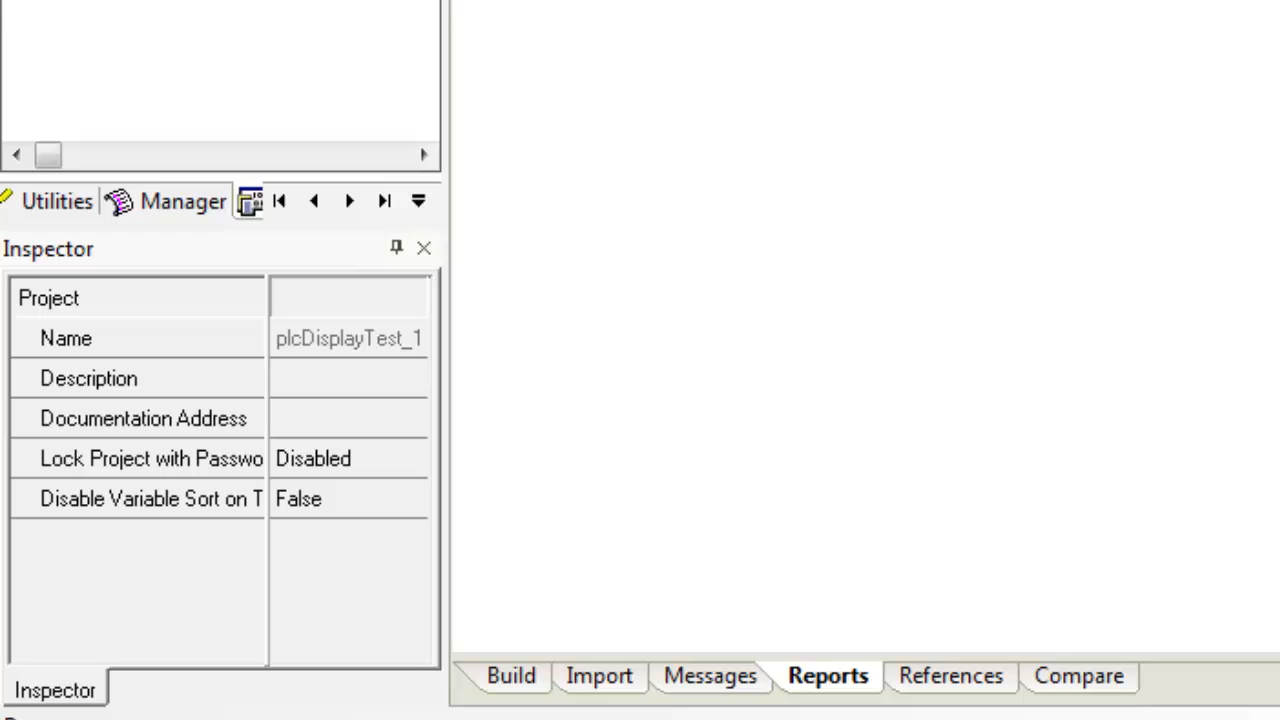 Utilities Manager
Inspector
Project
Name plcDisplayTest_1
Description
Documentation Address
Lock Project with Passwo Disabled
Disable Variable Sort on T False
Inspector
Build Import Messages Reports References Compare